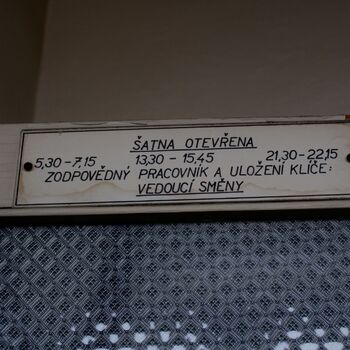 ŠATNA OTEVŘENA
5,30 – 7,15 13,30 – 15,45 21,30 – 22,15
ZODPOVĚDNÝ PRACOVNÍK A ULOŽENÍ KLÍČE:
VEDOUCÍ SMĚNY